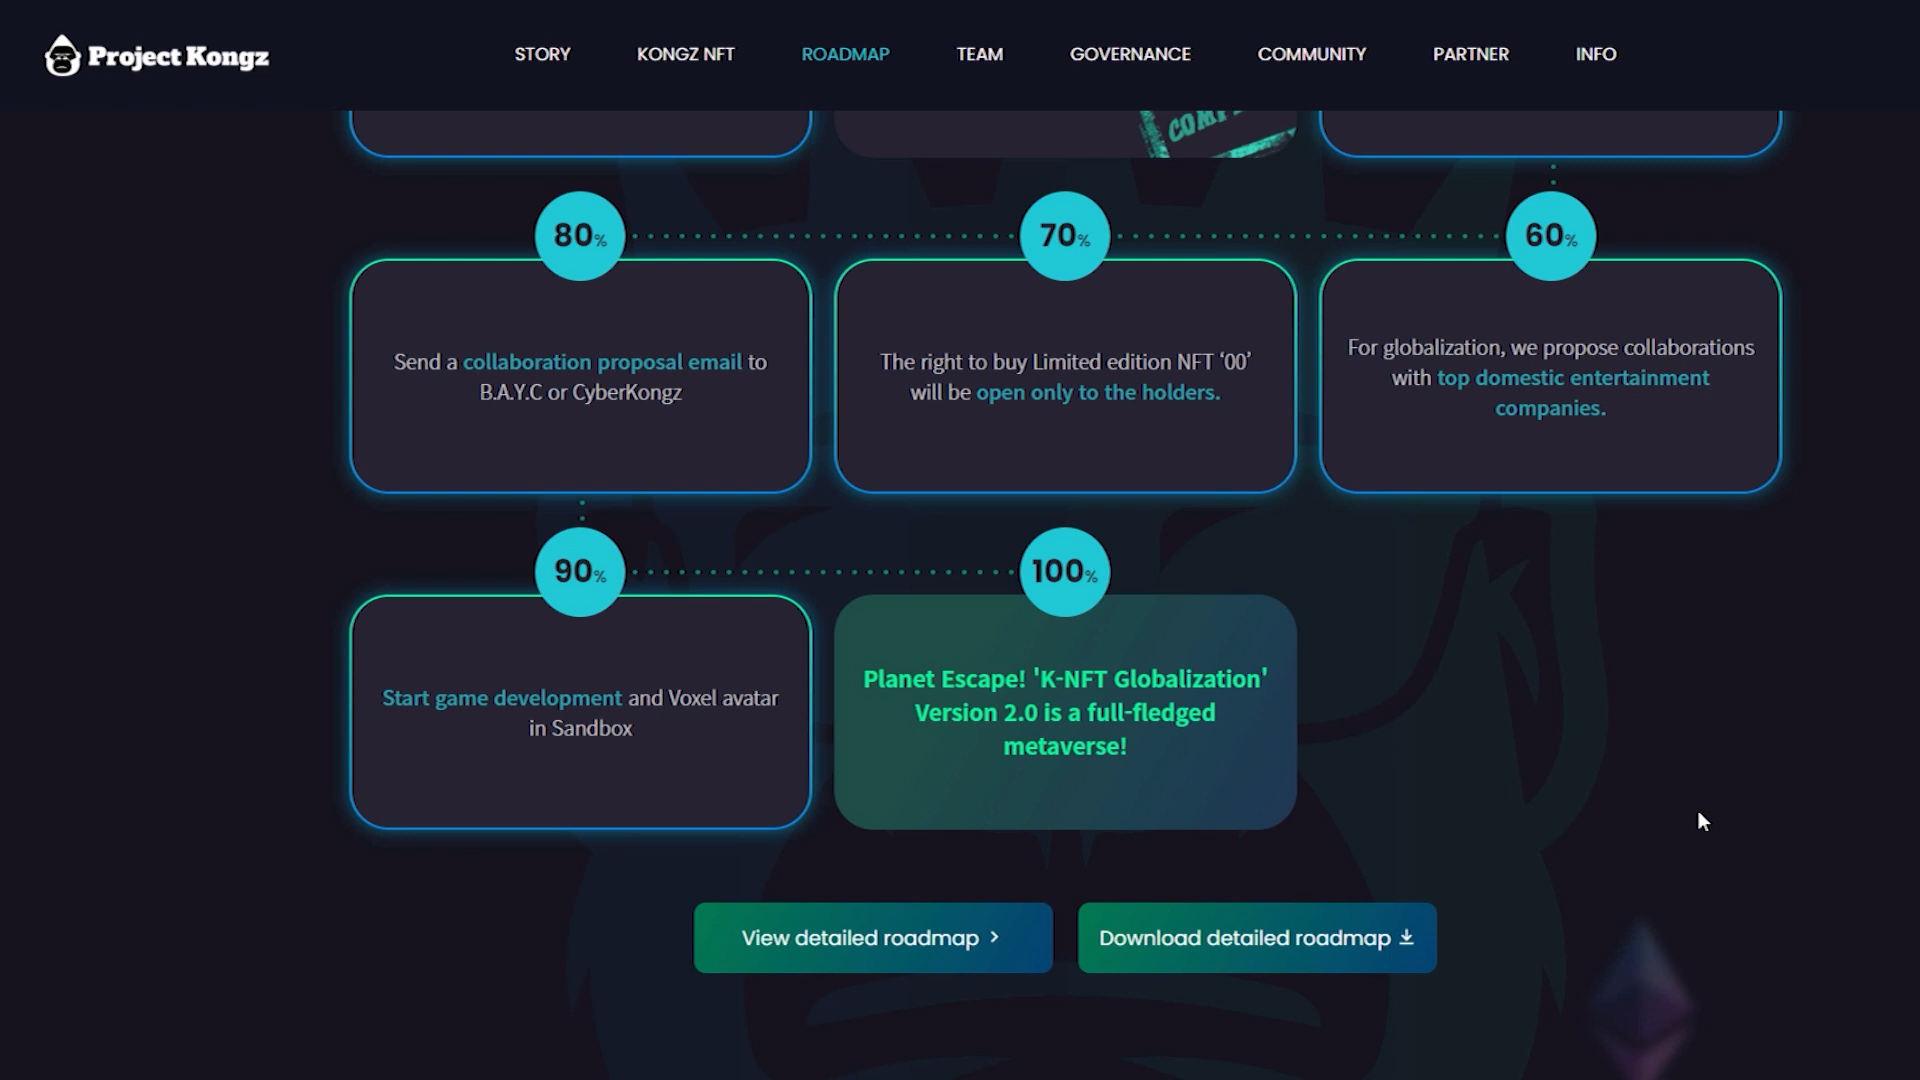 Project Kongz
STORY
KONGZ NFT
ROADMAP
TEAM
GOVERNANCE
COMMUNITY
PARTNER
INFO
80%
70%
60%
Send a collaboration proposal email to
B.A.Y.C or CyberKongz
The right to buy Limited edition NFT ‘00’
will be open only to the holders.
For globalization, we propose collaborations
with top domestic entertainment
companies.
90%
100%
Start game development and Voxel avatar
in Sandbox
Planet Escape! 'K-NFT Globalization'
Version 2.0 is a full-fledged
metaverse!
View detailed roadmap
Download detailed roadmap